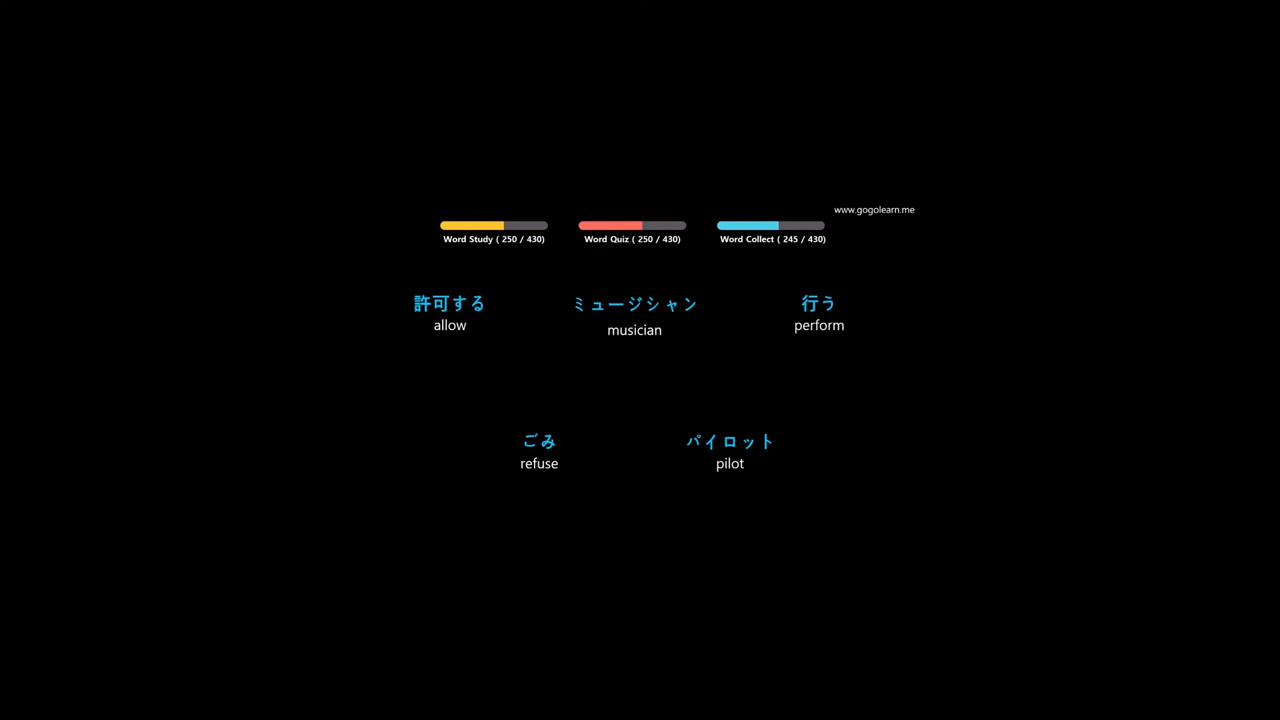 www.gogolearn.me
Word Study ( 250 / 430)
Word Quiz ( 250 / 430)
Word Collect ( 245 / 430)
許可する
allow
ミュージシャン
musician
行う
perform
ごみ
refuse
パイロット
pilot